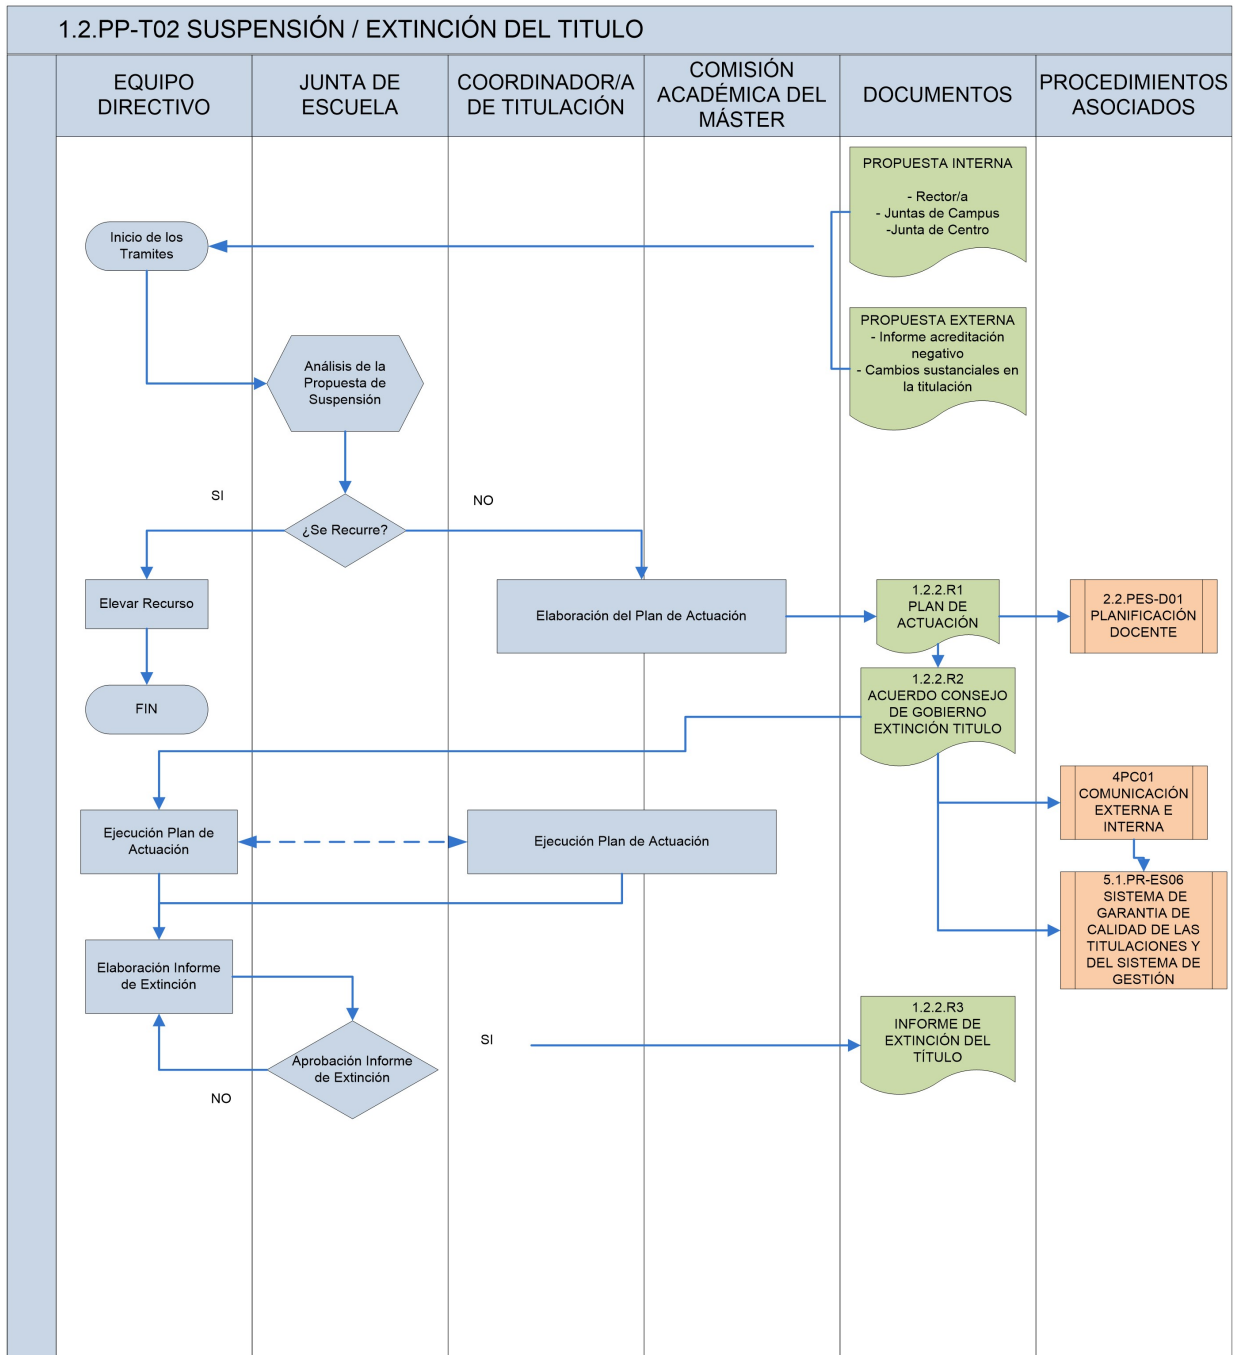 1.2.PP-T02 SUSPENSIÓN / EXTINCIÓN DEL TITULO
EQUIPO
DIRECTIVO
JUNTA DE
ESCUELA
COORDINADOR/A
DE TITULACIÓN
COMISIÓN
ACADÉMICA DEL
MÁSTER
DOCUMENTOS
PROCEDIMIENTOS
ASOCIADOS
PROPUESTA INTERNA
- Rector/a
- Juntas de Campus
-Junta de Centro
Inicio de los
Tramites
PROPUESTA EXTERNA
- Informe acreditación
negativo
- Cambios sustanciales en
la titulación
Análisis de la
Propuesta de
Suspensión
SI
NO
¿Se Recurre?
Elevar Recurso
Elaboración del Plan de Actuación
1.2.2.R1
PLAN DE
ACTUACIÓN
2.2.PES-D01
PLANIFICACIÓN
DOCENTE
FIN
1.2.2.R2
ACUERDO CONSEJO
DE GOBIERNO
EXTINCIÓN TITULO
4PC01
COMUNICACIÓN
EXTERNA E
INTERNA
Ejecución Plan de
Actuación
Ejecución Plan de Actuación
5.1.PR-ES06
SISTEMA DE
GARANTIA DE
CALIDAD DE LAS
TITULACIONES Y
DEL SISTEMA DE
GESTIÓN
Elaboración Informe
de Extinción
1.2.2.R3
INFORME DE
EXTINCIÓN DEL
TÍTULO
SI
Aprobación Informe
de Extinción
NO